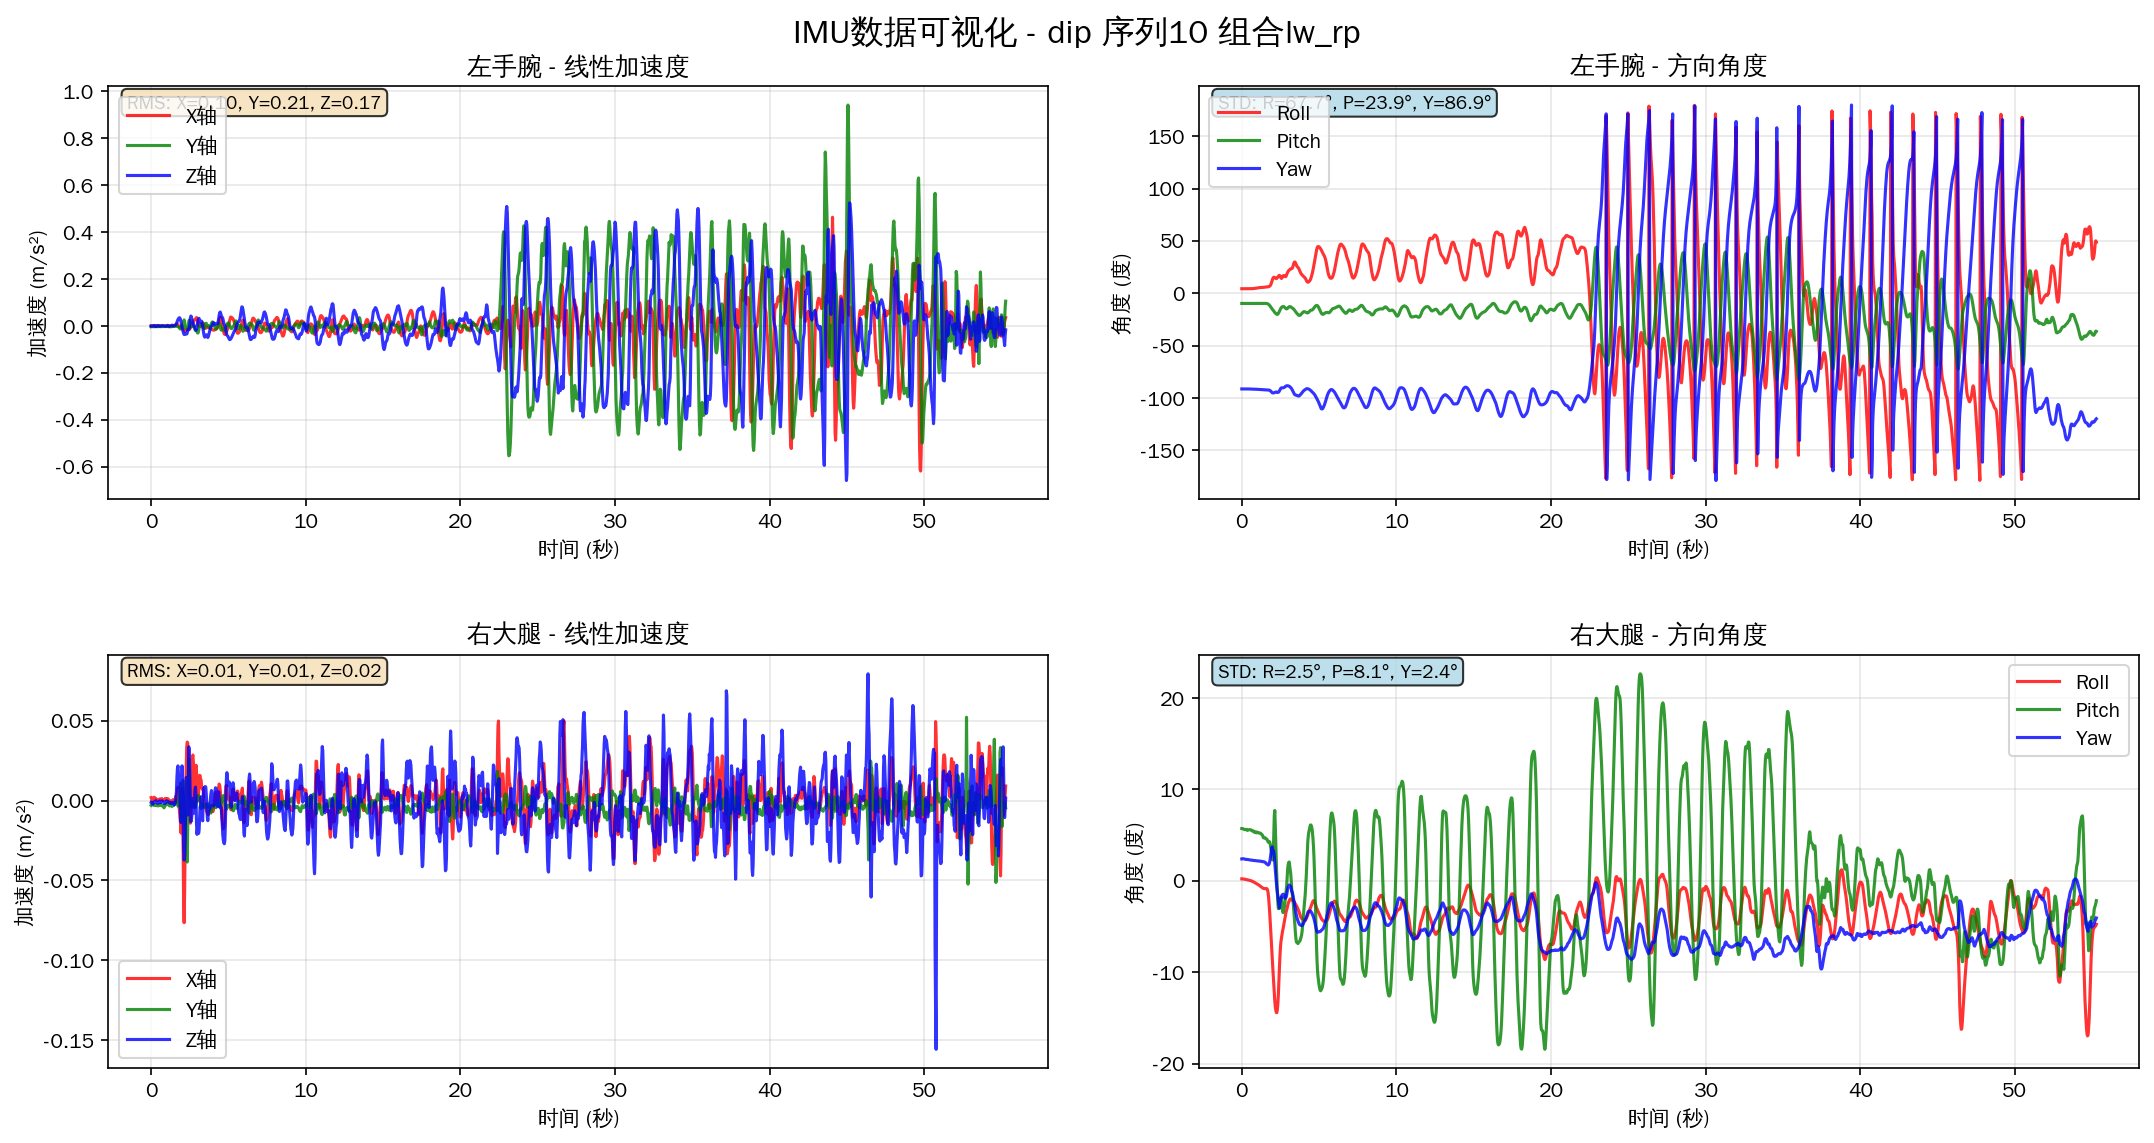 IMU数据可视化 - dip 序列10 组合lw_rp
左手腕 - 线性加速度
RMS: X=0.10, Y=0.21, Z=0.17
X轴
Y轴
Z轴
1.0
0.8
0.6
0.4
0.2
0.0
-0.2
-0.4
-0.6
加速度 (m/s²)
0 10 20 30 40 50
时间 (秒)
左手腕 - 方向角度
STD: R=67.7°, P=23.9°, Y=86.9°
Roll
Pitch
Yaw
150
100
50
0
-50
-100
-150
角度 (度)
0 10 20 30 40 50
时间 (秒)
右大腿 - 线性加速度
RMS: X=0.01, Y=0.01, Z=0.02
0.05
0.00
-0.05
-0.10
-0.15
加速度 (m/s²)
X轴
Y轴
Z轴
0 10 20 30 40 50
时间 (秒)
右大腿 - 方向角度
STD: R=2.5°, P=8.1°, Y=2.4°
Roll
Pitch
Yaw
20
10
0
-10
-20
角度 (度)
0 10 20 30 40 50
时间 (秒)